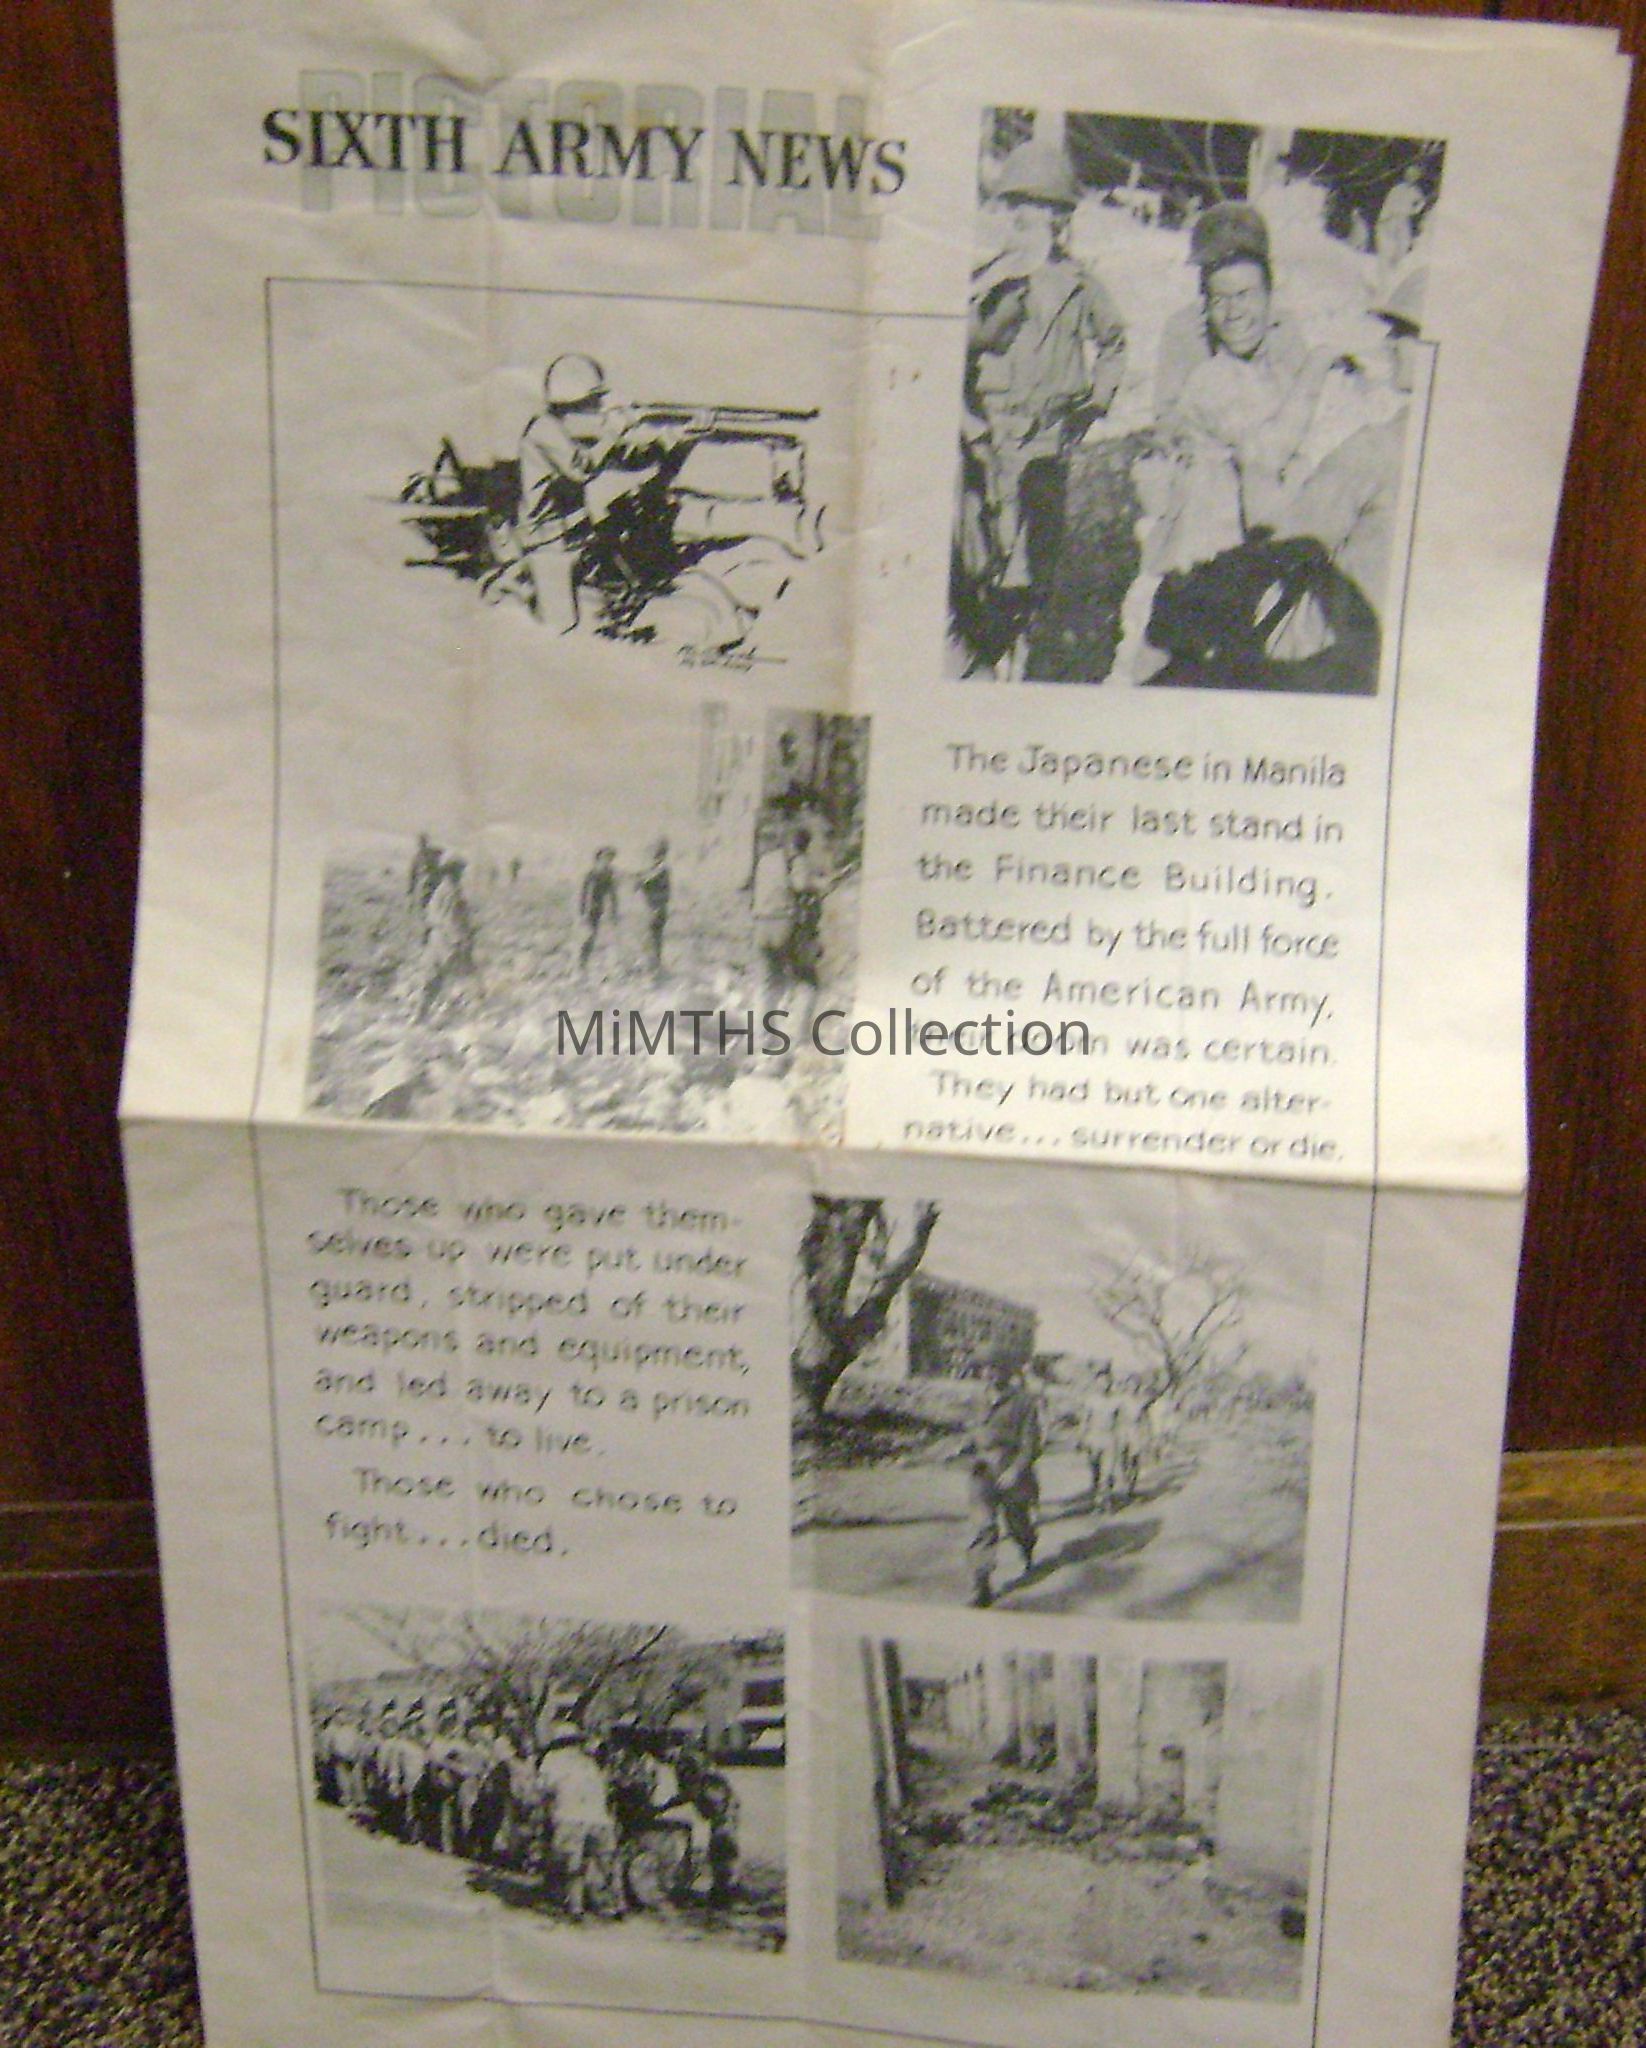 PICTORIAL
SIXTH ARMY NEWS
The Japanese in Manila
made their last stand in
the Finance Building.
Battered by the full force
of the American Army,
their doom was certain.
They had but one alter-
native... surrender or die.
MiMTHS Collection
Those who gave them-
selves up were put under
guard, stripped of their
weapons and equipment,
and led away to a prison
camp... to live.
Those who chose to
fight... died.